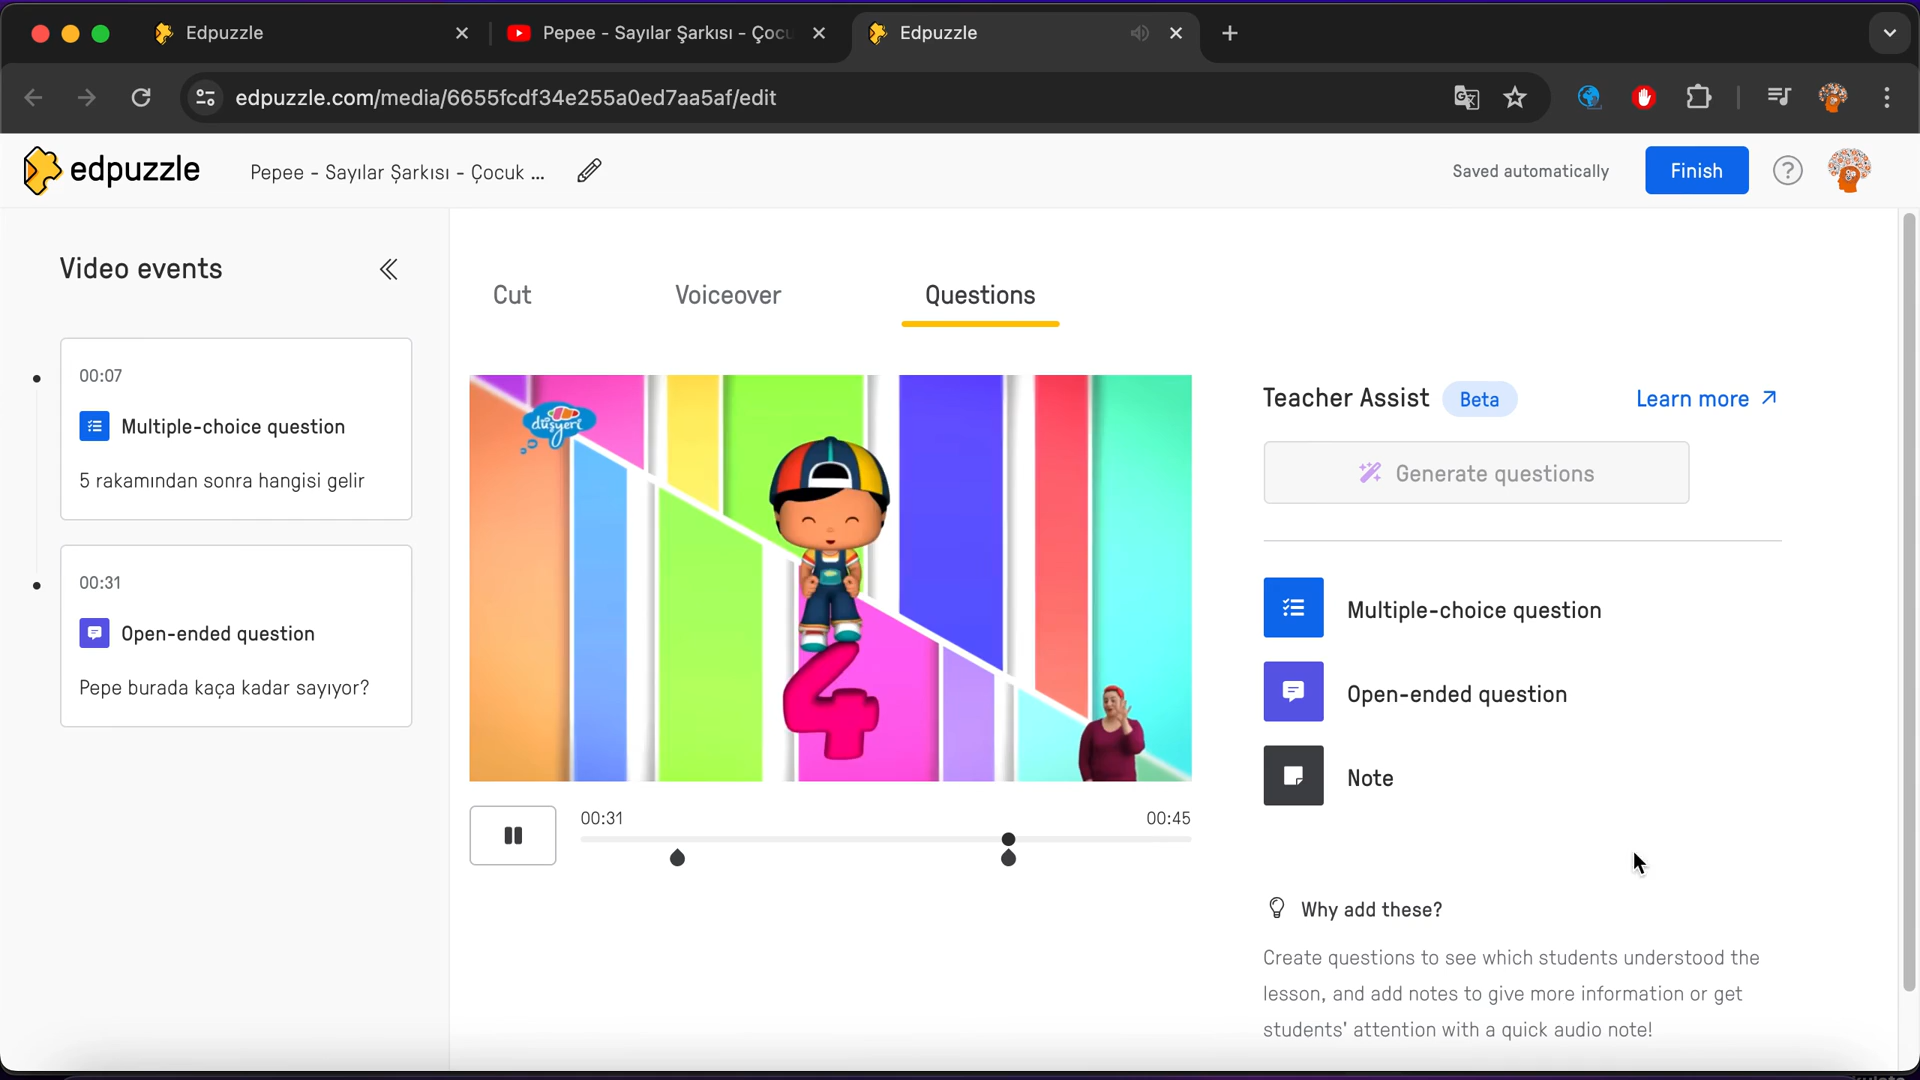 Edpuzzle
Pepee - Sayılar Şarkısı - Çocu
Edpuzzle
edpuzzle.com/media/6655fcdf34e255a0ed7aa5af/edit
edpuzzle
Pepee - Sayılar Şarkısı - Çocuk ...
Saved automatically
Finish
?
Video events
Cut
Voiceover
Questions
00:07
Multiple-choice question
5 rakamından sonra hangisi gelir
00:31
Open-ended question
Pepe burada kaça kadar sayıyor?
düşyeri
4
00:31
00:45
Teacher Assist
Beta
Learn more
Generate questions
Multiple-choice question
Open-ended question
Note
Why add these?
Create questions to see which students understood the
lesson, and add notes to give more information or get
students' attention with a quick audio note!